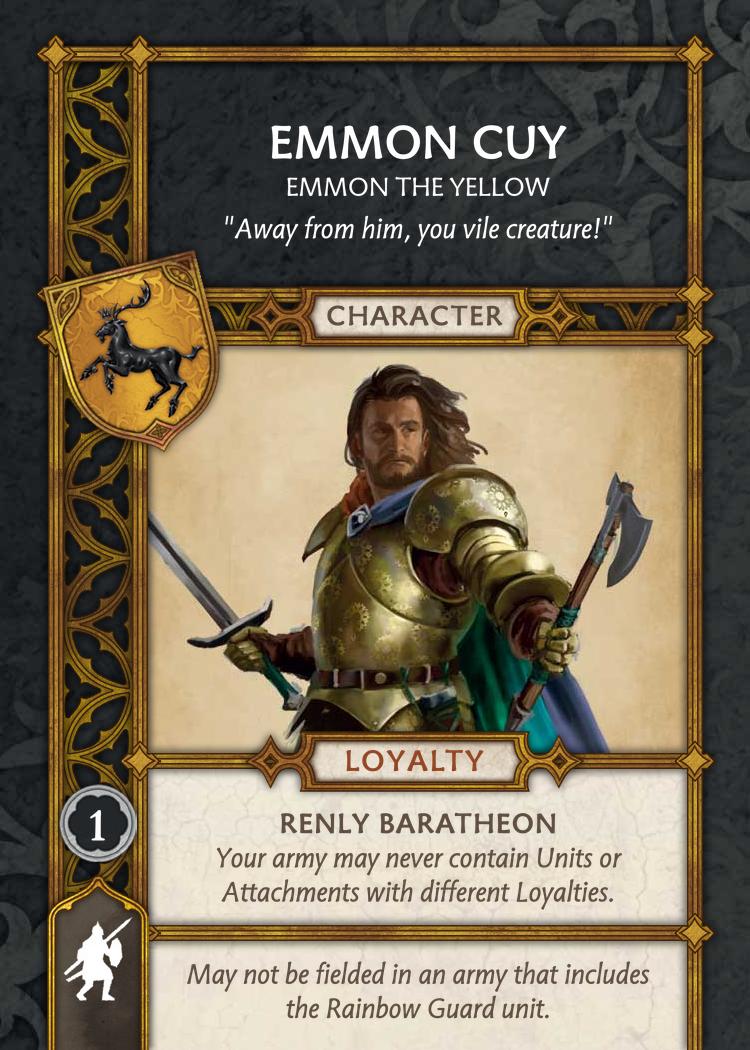 EMMON CUY
EMMON THE YELLOW
"Away from him, you vile creature!"
CHARACTER
LOYALTY
1
RENLY BARATHEON
Your army may never contain Units or
Attachments with different Loyalties.
May not be fielded in an army that includes
the Rainbow Guard unit.